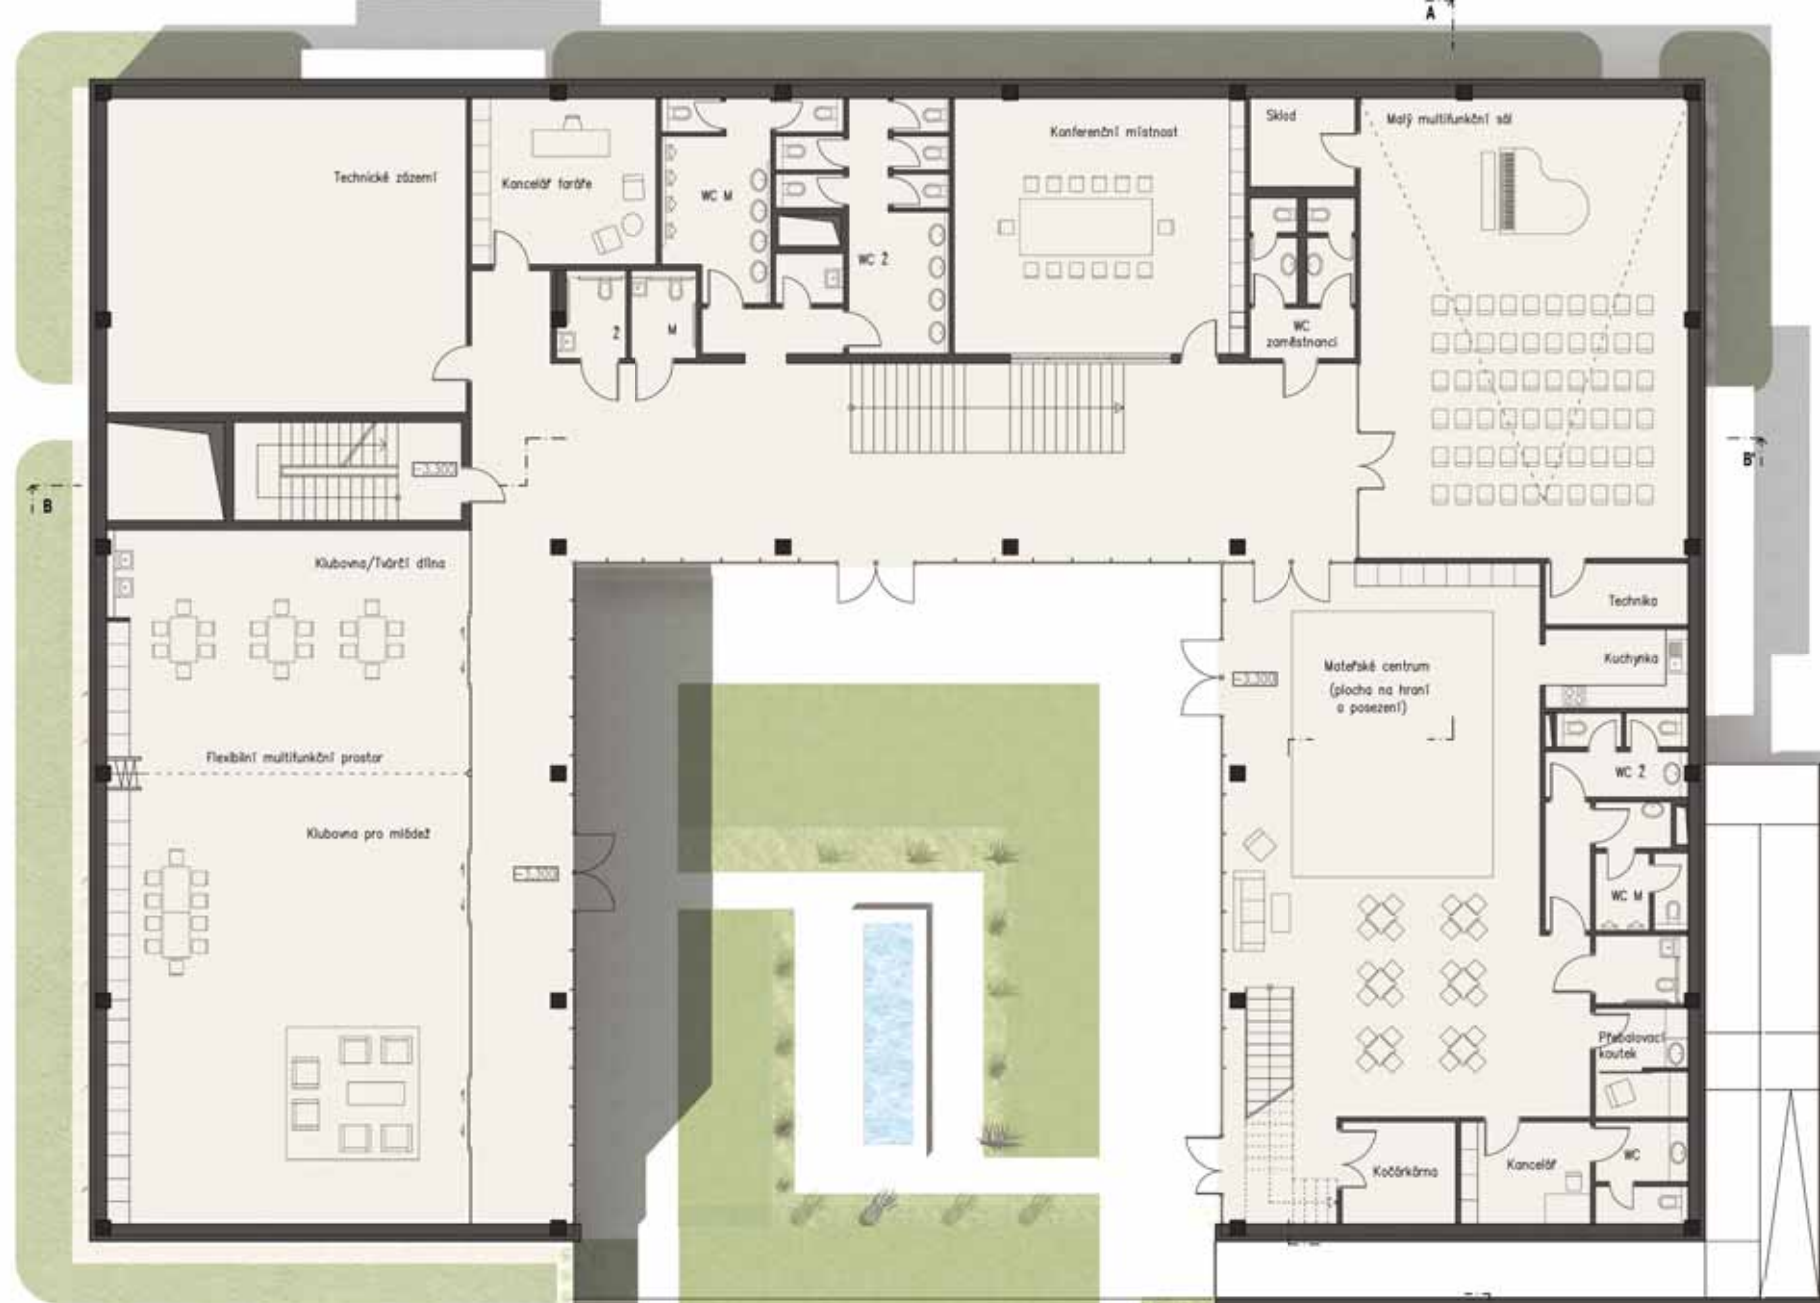 A
Sklad
Malý multifunkční sál
Konferenční místnost
Technické zázemí
Kancelář faráře
WC M
WC Ž
Ž
M
WC
zaměstnanci
-3,300
B
B'
Klubovna/Tvůrčí dílna
Technika
Kuchyňka
Mateřské centrum
(plocha na hraní
a posezení)
-3,300
Flexibilní multifunkční prostor
WC Ž
Klubovna pro mládež
-3,300
WC M
Přebalovací
koutek
Kočárkárna
Kancelář
WC